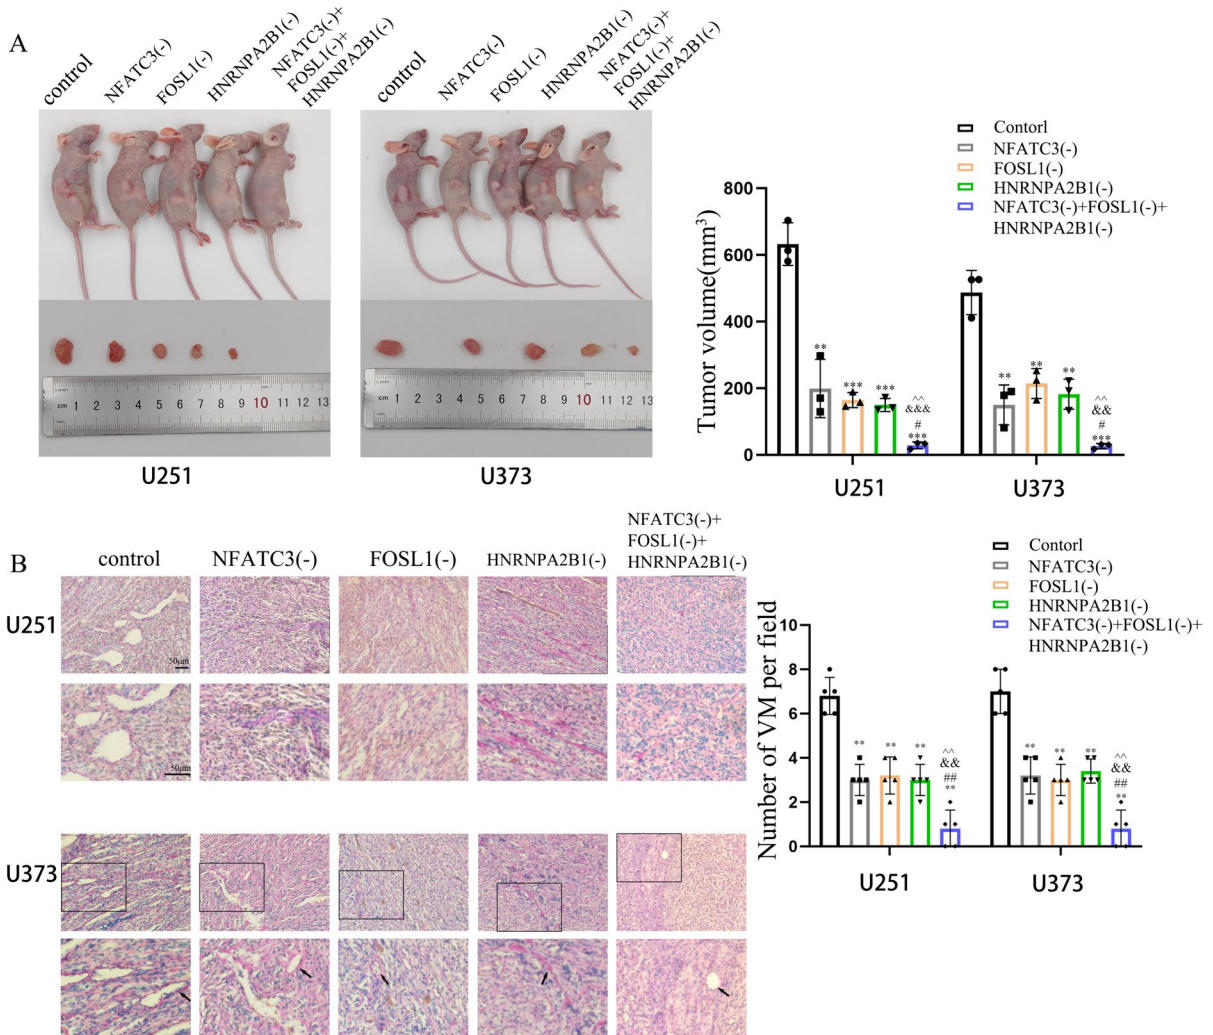 A
control
NFATC3(-)
FOSL1(-)
HNRNPA2B1(-)
NFATC3(-)+
FOSL1(-)+
HNRNPA2B1(-)
control
NFATC3(-)
FOSL1(-)
HNRNPA2B1(-)
NFATC3(-)+
FOSL1(-)+
HNRNPA2B1(-)
cm 1 2 3 4 5 6 7 8 9 10 11 12 13
cm 1 2 3 4 5 6 7 8 9 10 11 12 13
U251
U373
Contorl
NFATC3(-)
FOSL1(-)
HNRNPA2B1(-)
NFATC3(-)+FOSL1(-)+
HNRNPA2B1(-)
Tumor volume(mm³)
800
600
400
200
0
**
***
***
^^
&&&
#
***
**
**
**
^^
&&
#
***
U251
U373
B
control
NFATC3(-)
FOSL1(-)
HNRNPA2B1(-)
NFATC3(-)+
FOSL1(-)+
HNRNPA2B1(-)
U251
50μm
50μm
U373
Contorl
NFATC3(-)
FOSL1(-)
HNRNPA2B1(-)
NFATC3(-)+FOSL1(-)+
HNRNPA2B1(-)
Number of VM per field
10
8
6
4
2
0
**
**
**
^^
&&
##
**
**
**
**
^^
&&
##
**
U251
U373